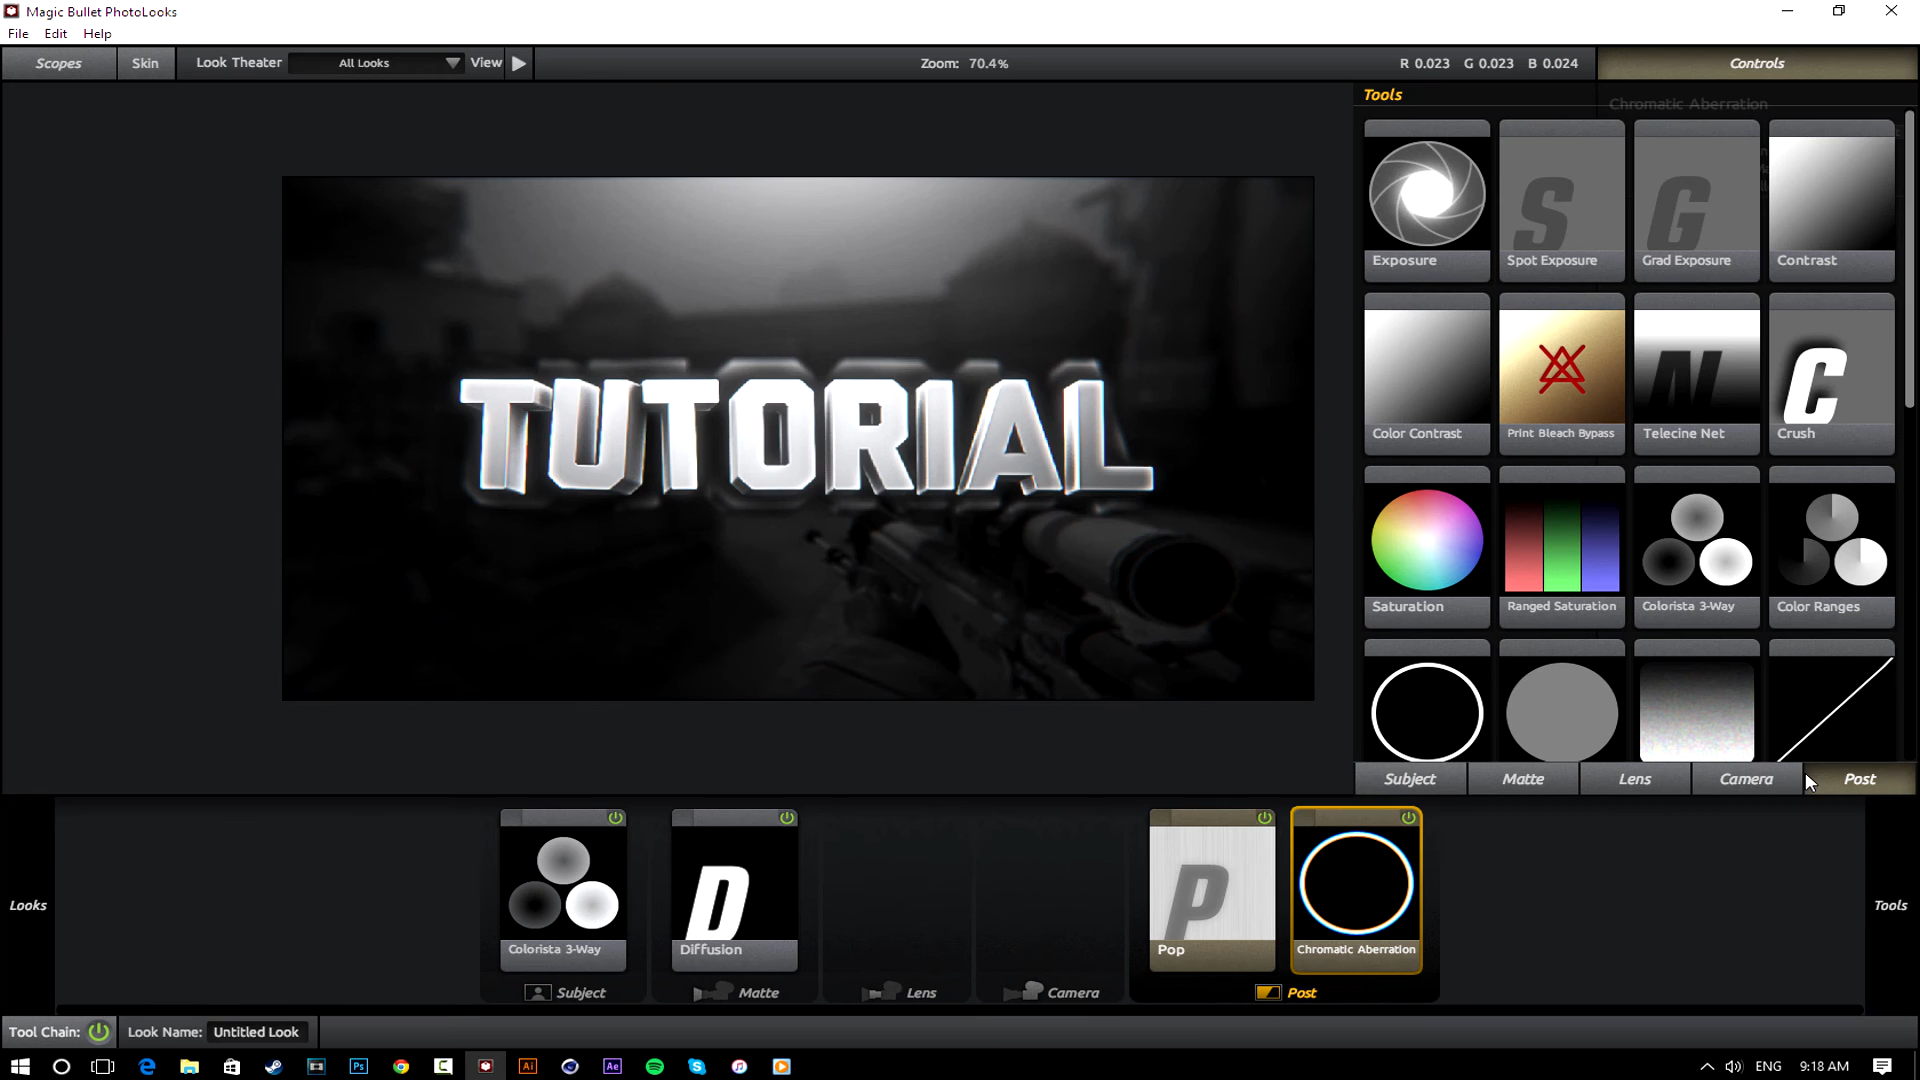 Magic Bullet PhotoLooks
File Edit Help
Scopes Skin Look Theater All Looks View Zoom: 70.4% R 0.023 G 0.023 B 0.024 Controls
Tools
Chromatic Aberration
Exposure Spot Exposure Grad Exposure Contrast
S G
Color Contrast Print Bleach Bypass Telecine Net Crush
N C
TUTORIAL
Saturation Ranged Saturation Colorista 3-Way Color Ranges
Subject Matte Lens Camera Post
D P
Looks Tools
Colorista 3-Way Diffusion Pop Chromatic Aberration
Subject Matte Lens Camera Post
Tool Chain: Look Name: Untitled Look
Ps Ai Ae ENG 9:18 AM